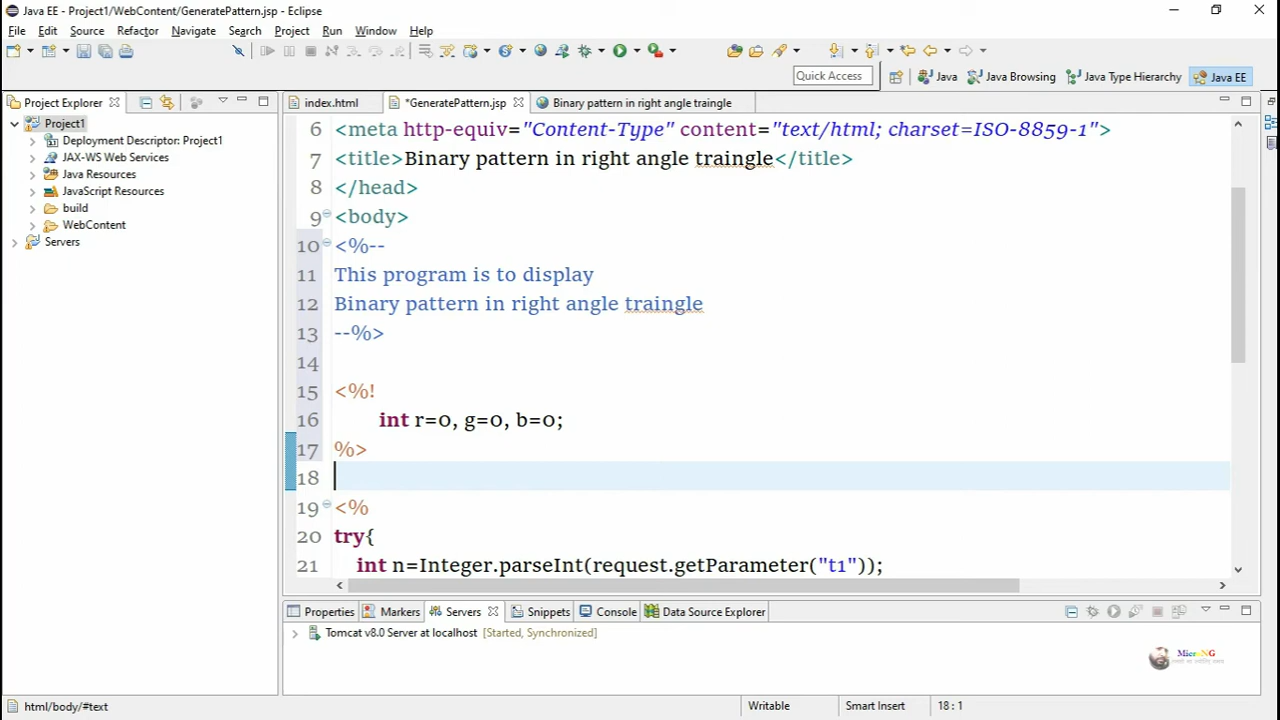 Java EE - Project1/WebContent/GeneratePattern.jsp - Eclipse
File Edit Source Refactor Navigate Search Project Run Window Help
Quick Access Java Java Browsing Java Type Hierarchy Java EE
Project Explorer index.html *GeneratePattern.jsp Binary pattern in right angle traingle
Project1
Deployment Descriptor: Project1
JAX-WS Web Services
Java Resources
JavaScript Resources
build
WebContent
Servers
6 <meta http-equiv="Content-Type" content="text/html; charset=ISO-8859-1">
7 <title>Binary pattern in right angle traingle</title>
8 </head>
9 <body>
10 <%--
11 This program is to display
12 Binary pattern in right angle traingle
13 --%>
14
15 <%!
16 int r=0, g=0, b=0;
17 %>
18
19 <%
20 try{
21 int n=Integer.parseInt(request.getParameter("t1"));
Properties Markers Servers Snippets Console Data Source Explorer
Tomcat v8.0 Server at localhost [Started, Synchronized]
MicroNG
html/body/#text Writable Smart Insert 18 : 1